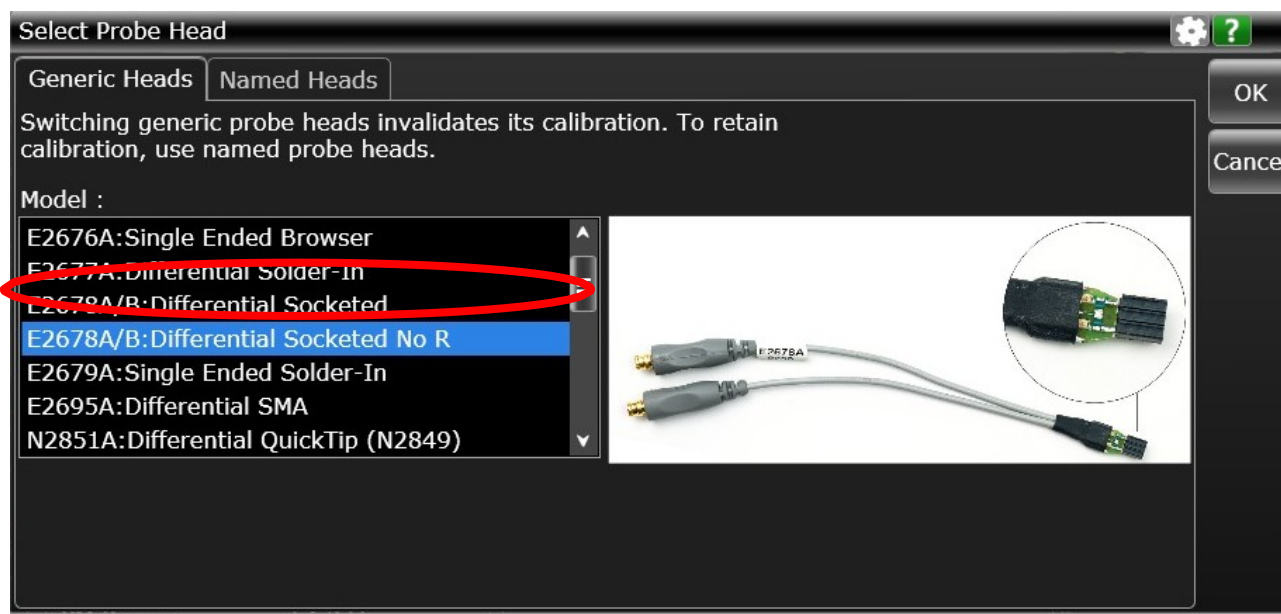 Select Probe Head
?
Generic Heads Named Heads
OK
Switching generic probe heads invalidates its calibration. To retain
calibration, use named probe heads.
Cance
Model :
E2676A:Single Ended Browser
E2677A:Differential Solder-In
E2678A/B:Differential Socketed
E2678A/B:Differential Socketed No R
E2679A:Single Ended Solder-In
E2695A:Differential SMA
N2851A:Differential QuickTip (N2849)
E2678A